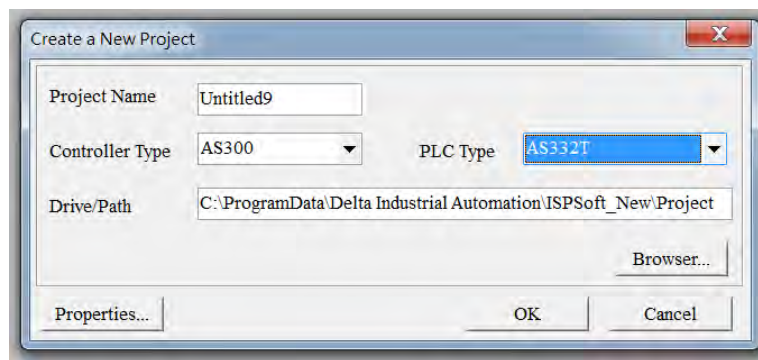 Create a New Project
X
Project Name Untitled9
Controller Type AS300 PLC Type AS332T
Drive/Path C:\ProgramData\Delta Industrial Automation\ISPSoft_New\Project
Browser...
Properties... OK Cancel